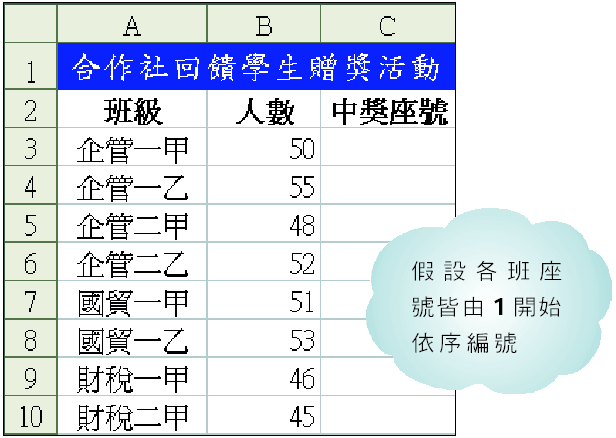 A B C
1 合作社回饋學生贈獎活動
2 班級 人數 中獎座號
3 企管一甲 50
4 企管一乙 55
5 企管二甲 48
6 企管二乙 52
7 國貿一甲 51
8 國貿一乙 53
9 財稅一甲 46
10 財稅二甲 45
假設各班座
號皆由1開始
依序編號